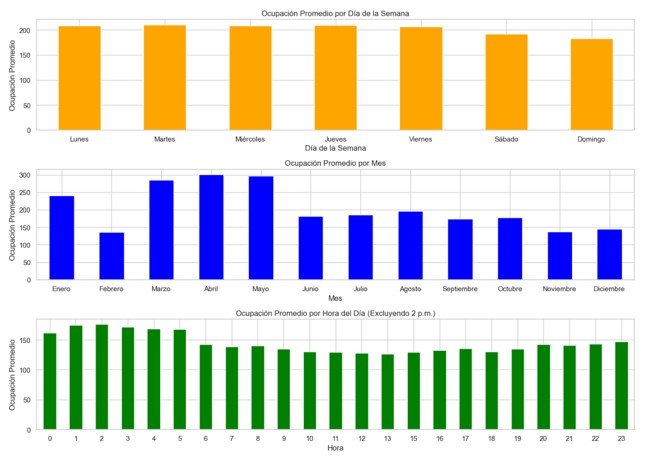 Ocupación Promedio por Día de la Semana
Ocupación Promedio
200
150
100
50
0
Lunes Martes Miércoles Jueves Viernes Sábado Domingo
Día de la Semana
Ocupación Promedio por Mes
Ocupación Promedio
300
250
200
150
100
50
0
Enero Febrero Marzo Abril Mayo Junio Julio Agosto Septiembre Octubre Noviembre Diciembre
Mes
Ocupación Promedio por Hora del Día (Excluyendo 2 p.m.)
Ocupación Promedio
150
100
50
0
0 1 2 3 4 5 6 7 8 9 10 11 12 13 15 16 17 18 19 20 21 22 23
Hora